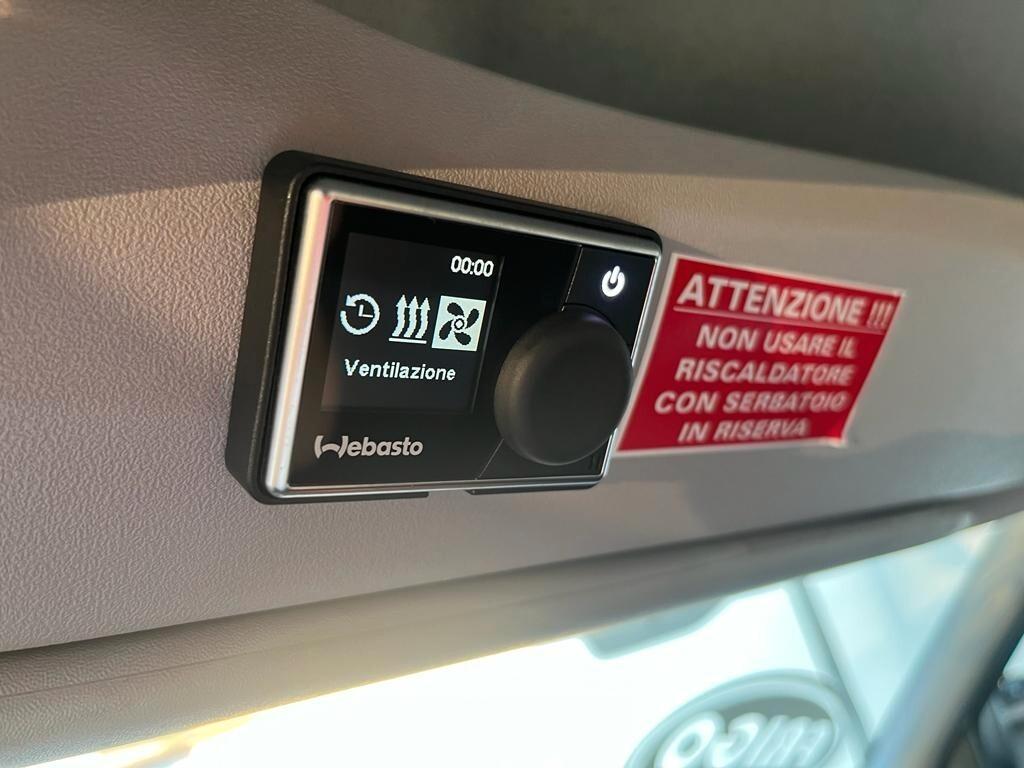 00:00
Ventilazione
Webasto
ATTENZIONE !!!
NON USARE IL
RISCALDATORE
CON SERBATOIO
IN RISERVA